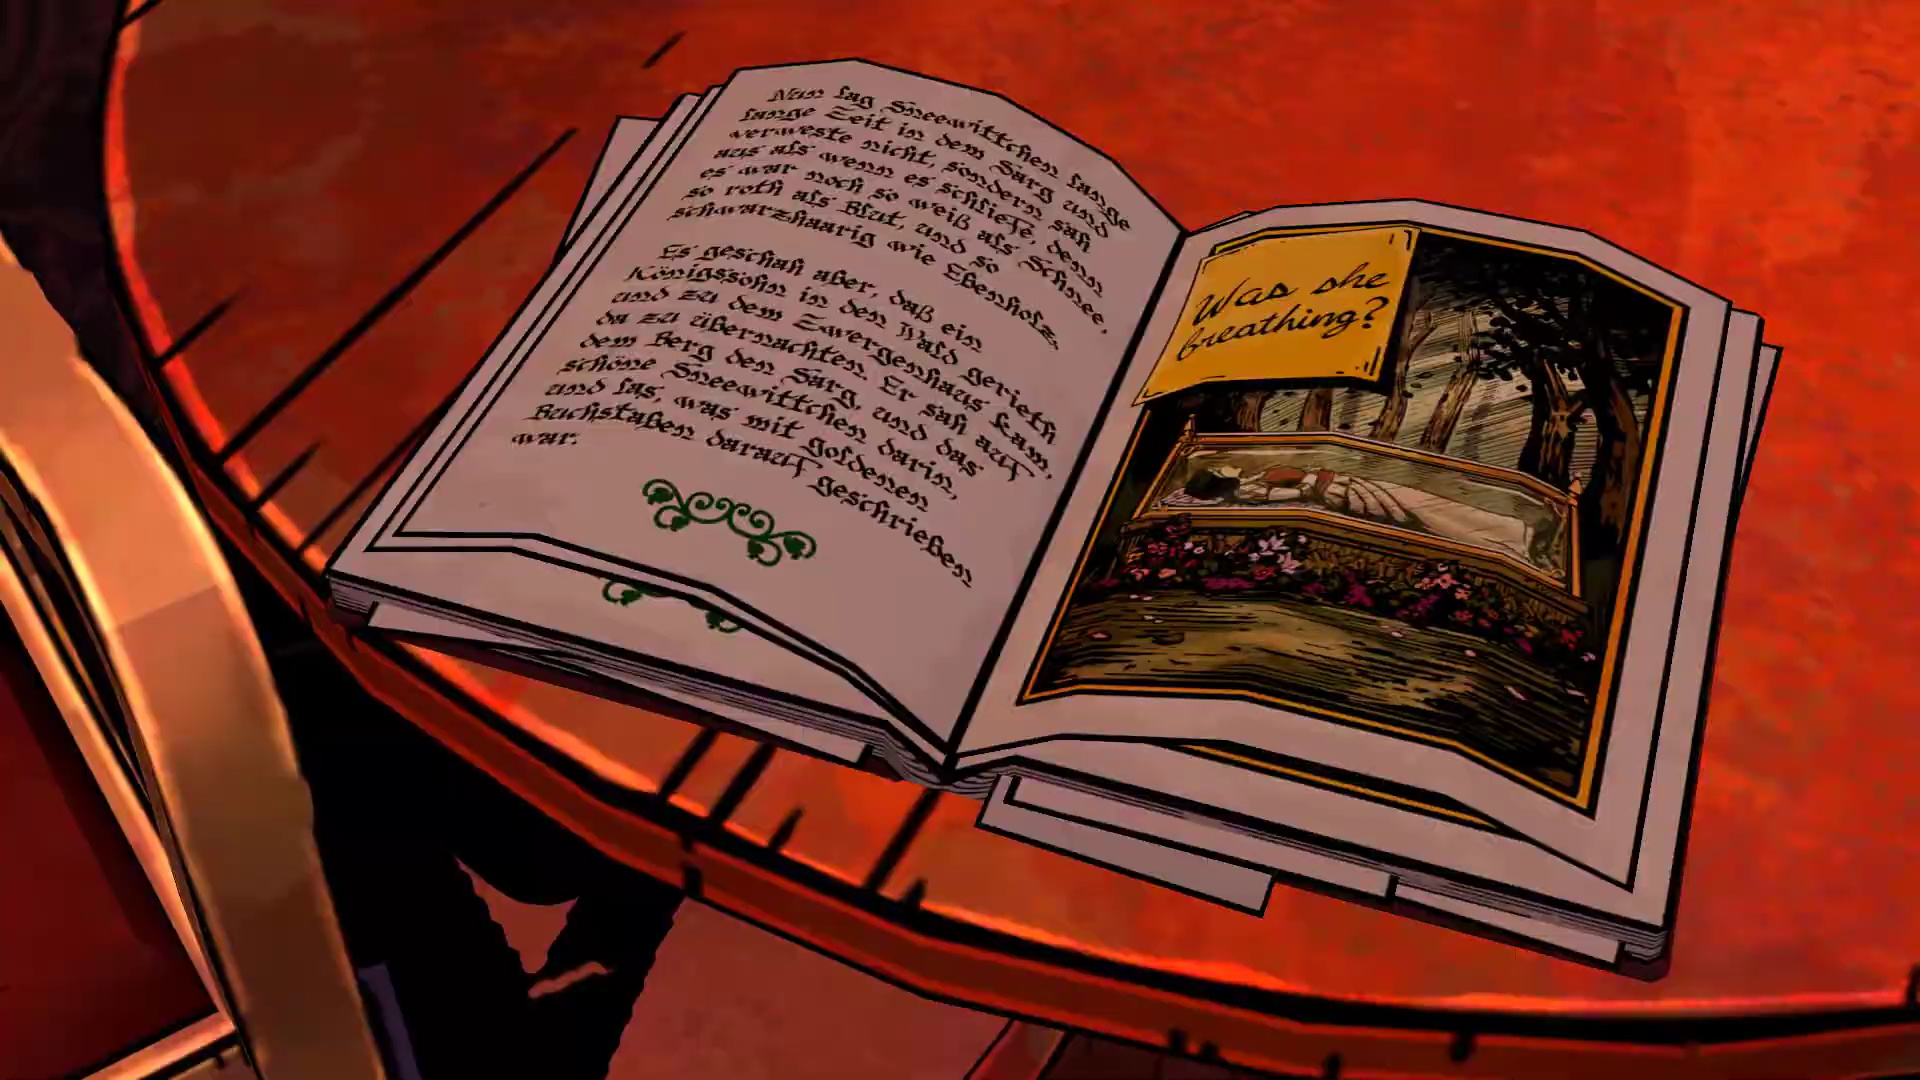 Nun lag Sneewittchen lange
lange Zeit in dem Sarg und
verweste nicht, sondern sah
aus als wenn es schliefe, denn
es war noch so weiß als Schnee,
so roth als Blut, und so
schwarzhaarig wie Ebenholz.
Es geschah aber, daß ein
Königssohn in den Wald gerieth
und zu dem Zwergenhaus kam,
da zu übernachten. Er sah auf
dem Berg den Sarg, und das
schöne Sneewittchen darin,
und las, was mit goldenen
Buchstaben darauf geschrieben
war.
Was she
breathing?